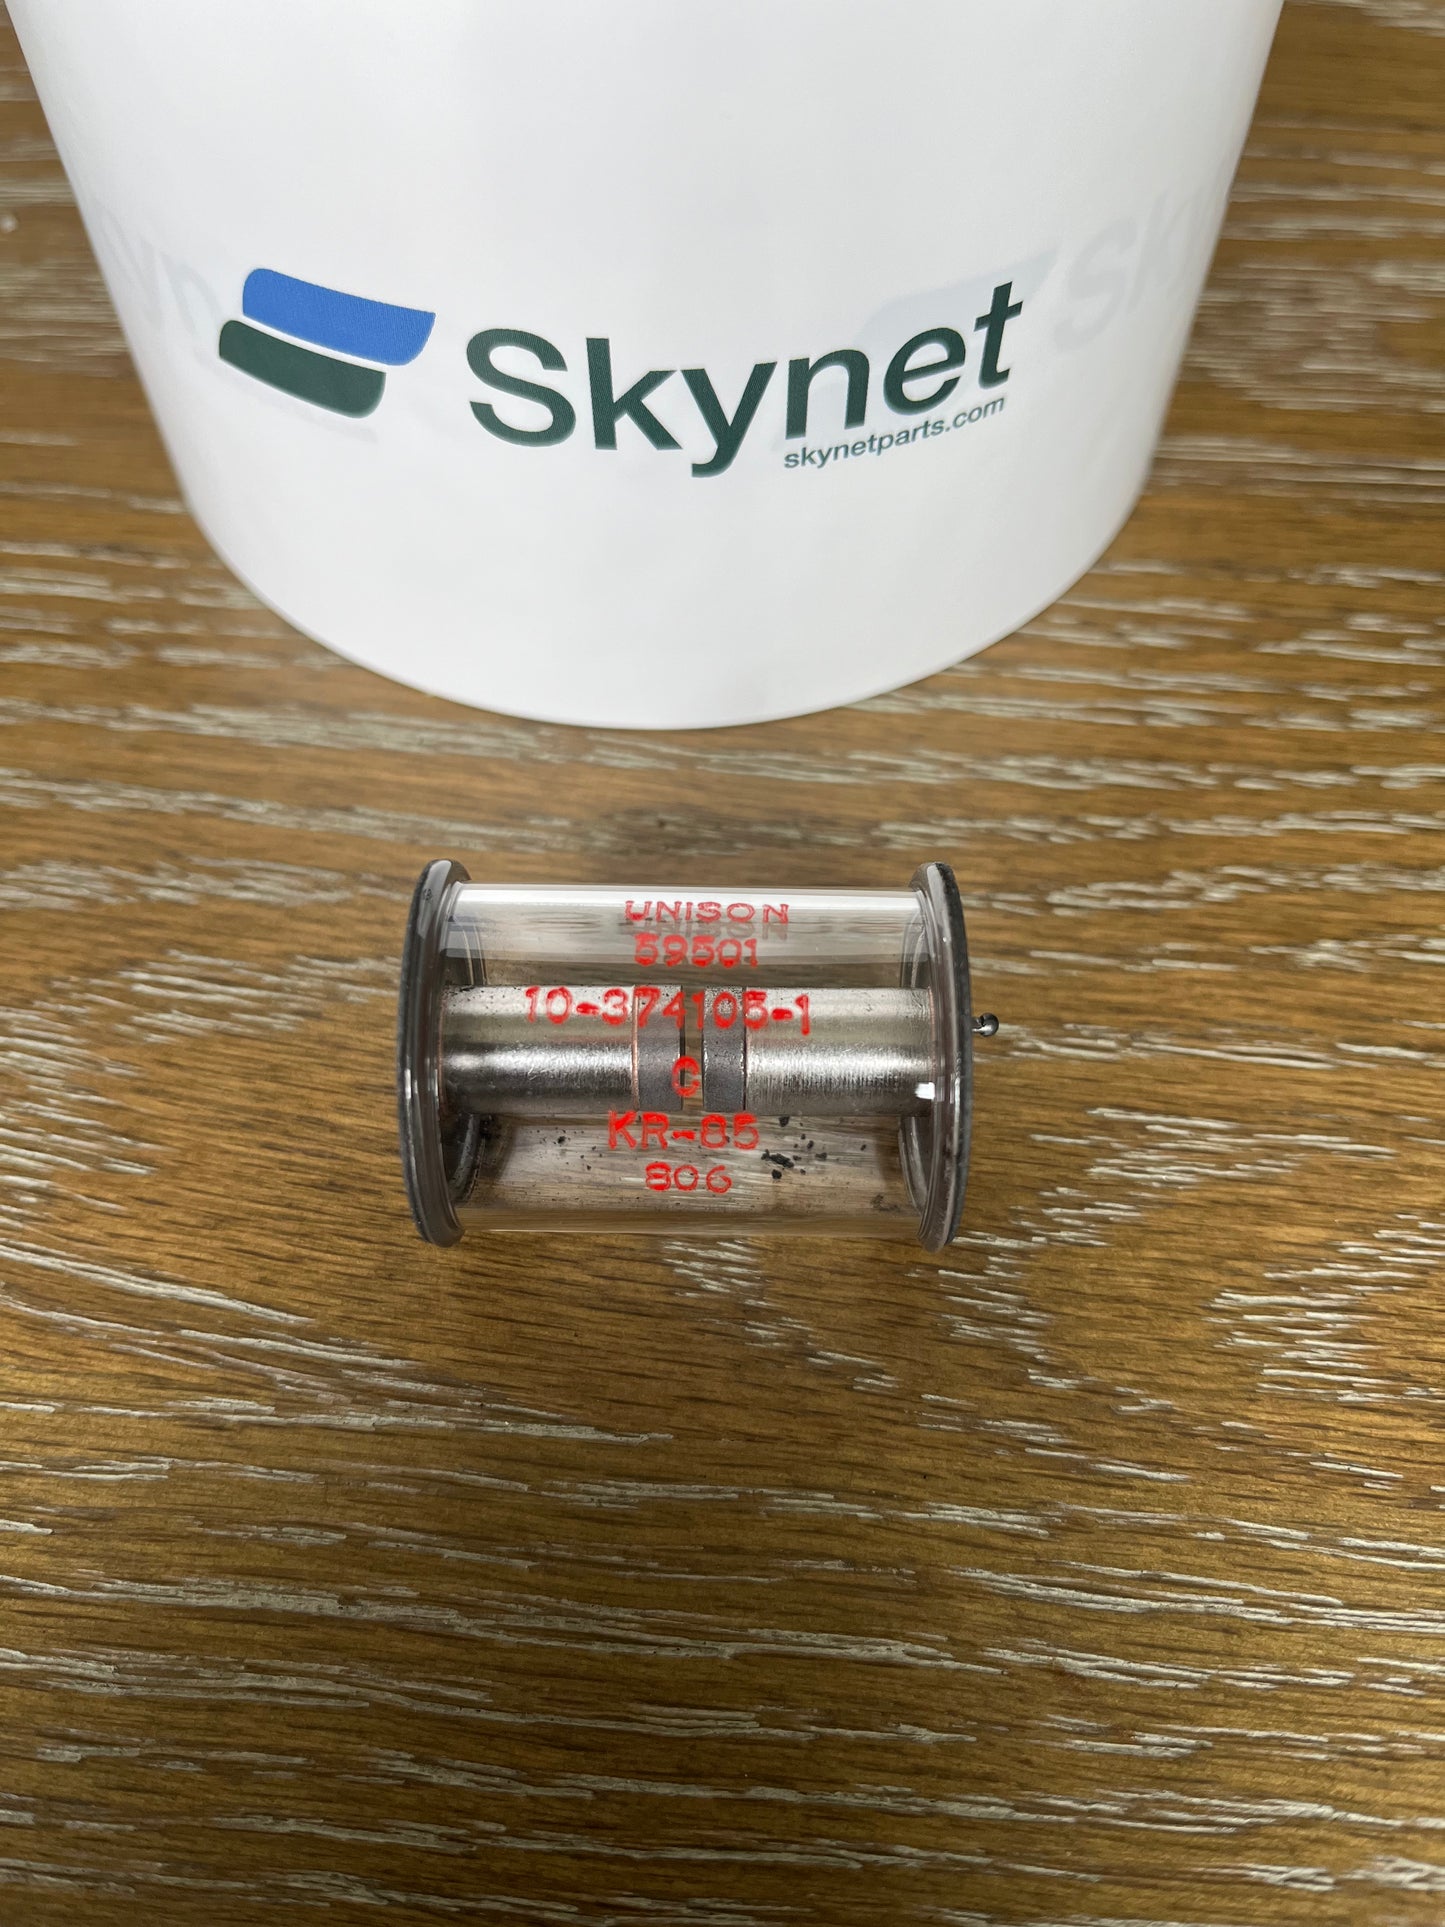 Skynet
skynetparts.com
UNISON
59501
10-374105-1
C
KR-85
806